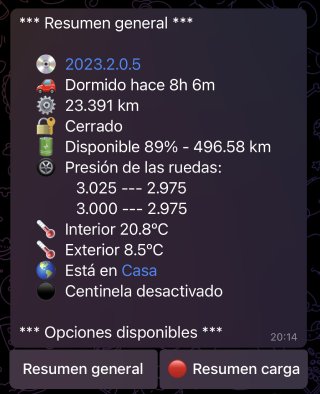 *** Resumen general ***
2023.2.0.5
Dormido hace 8h 6m
23.391 km
Cerrado
Disponible 89% - 496.58 km
Presión de las ruedas:
3.025 --- 2.975
3.000 --- 2.975
Interior 20.8ºC
Exterior 8.5ºC
Está en Casa
Centinela desactivado
*** Opciones disponibles ***
20:14
Resumen general
Resumen carga